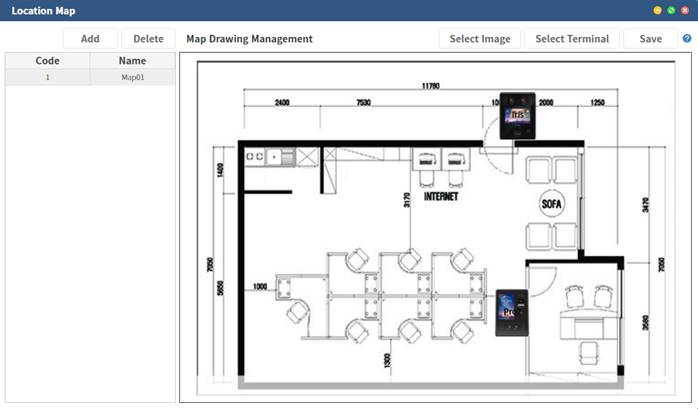 Location Map
Add Delete Map Drawing Management Select Image Select Terminal Save ?
Code Name
1 Map01
11780
2400 7530 2000 1250
Iris
1400
INTERNET
SOFA
3170
3470
7050
5650
1000
7050
3580
1300